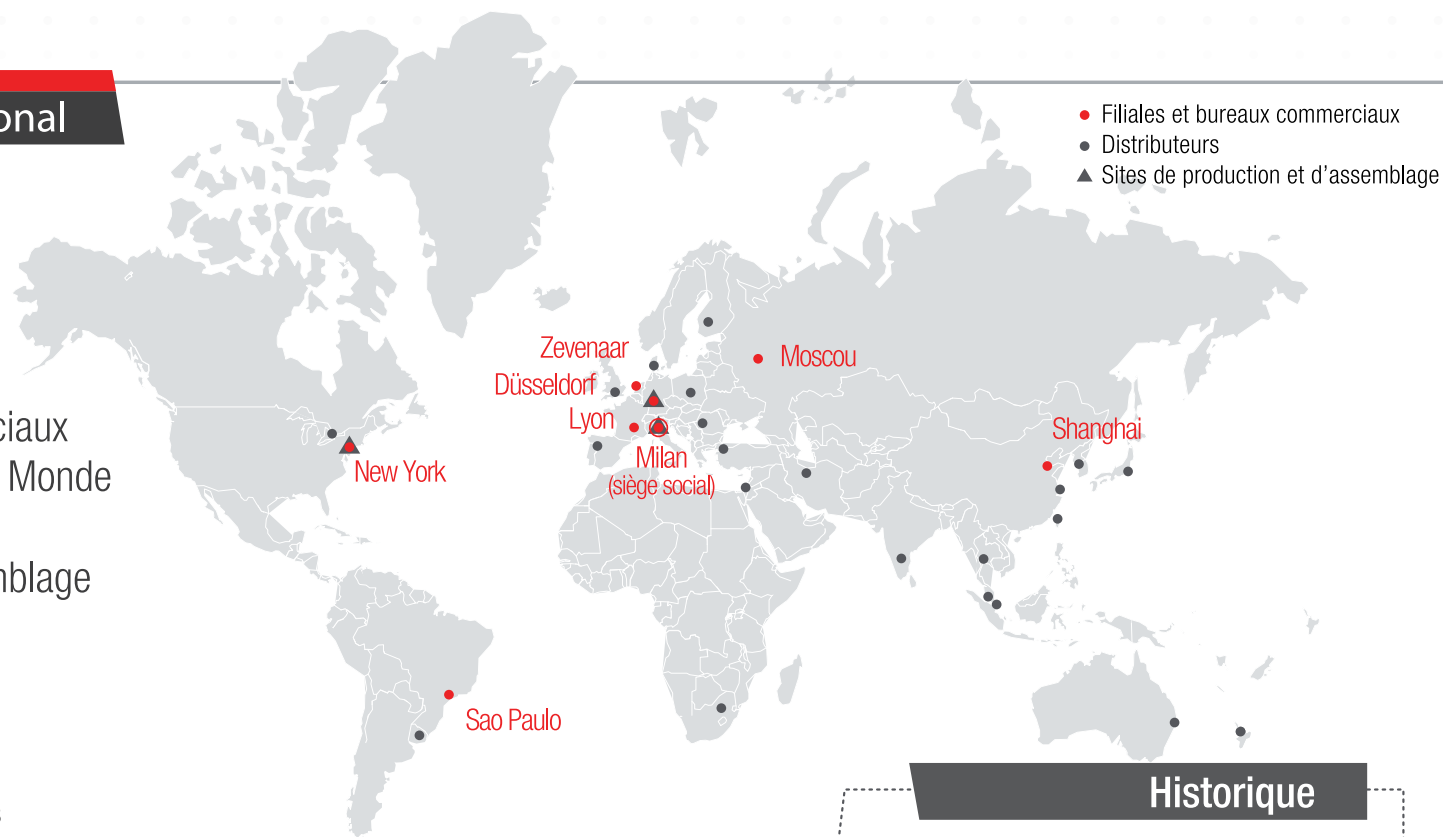 onal
Filiales et bureaux commerciaux
Distributeurs
Sites de production et d'assemblage
Zevenaar
Düsseldorf
Lyon
Milan
(siège social)
Moscou
Shanghai
New York
Sao Paulo
ciaux
Monde
nblage
Historique